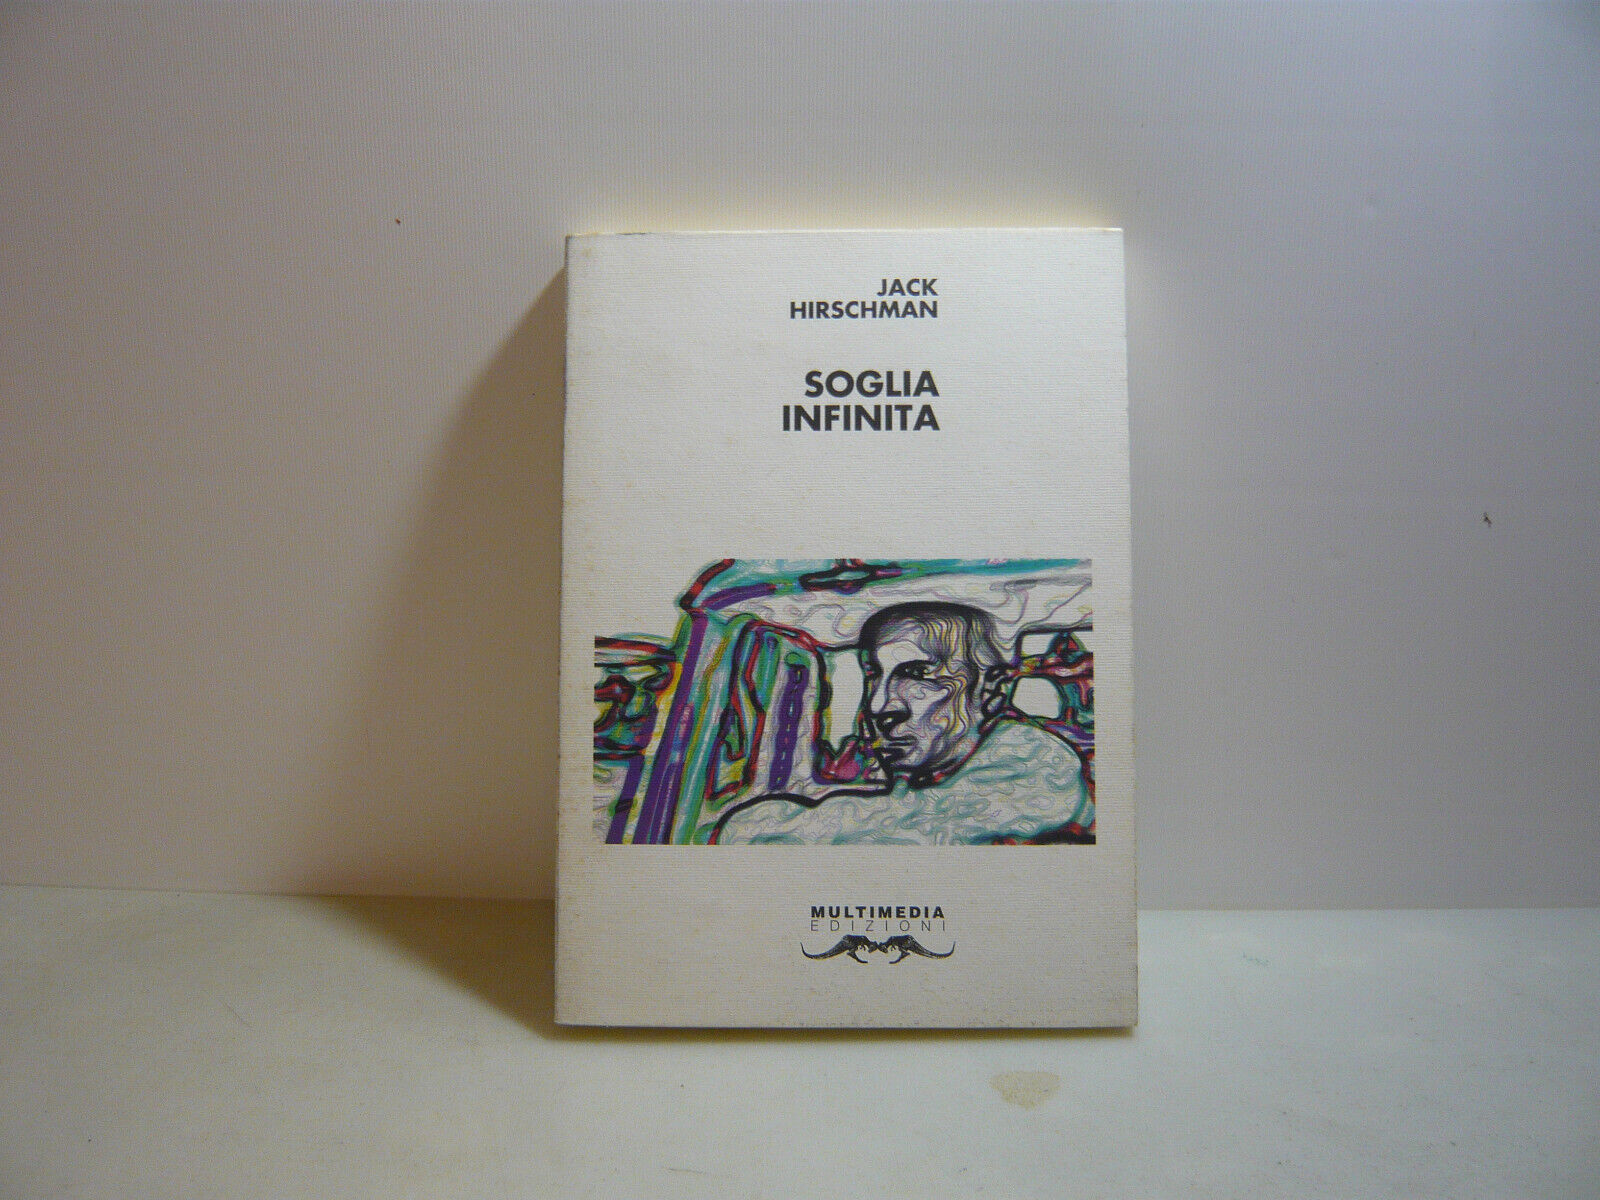 JACK
HIRSCHMAN
SOGLIA
INFINITA
MULTIMEDIA
EDIZIONI